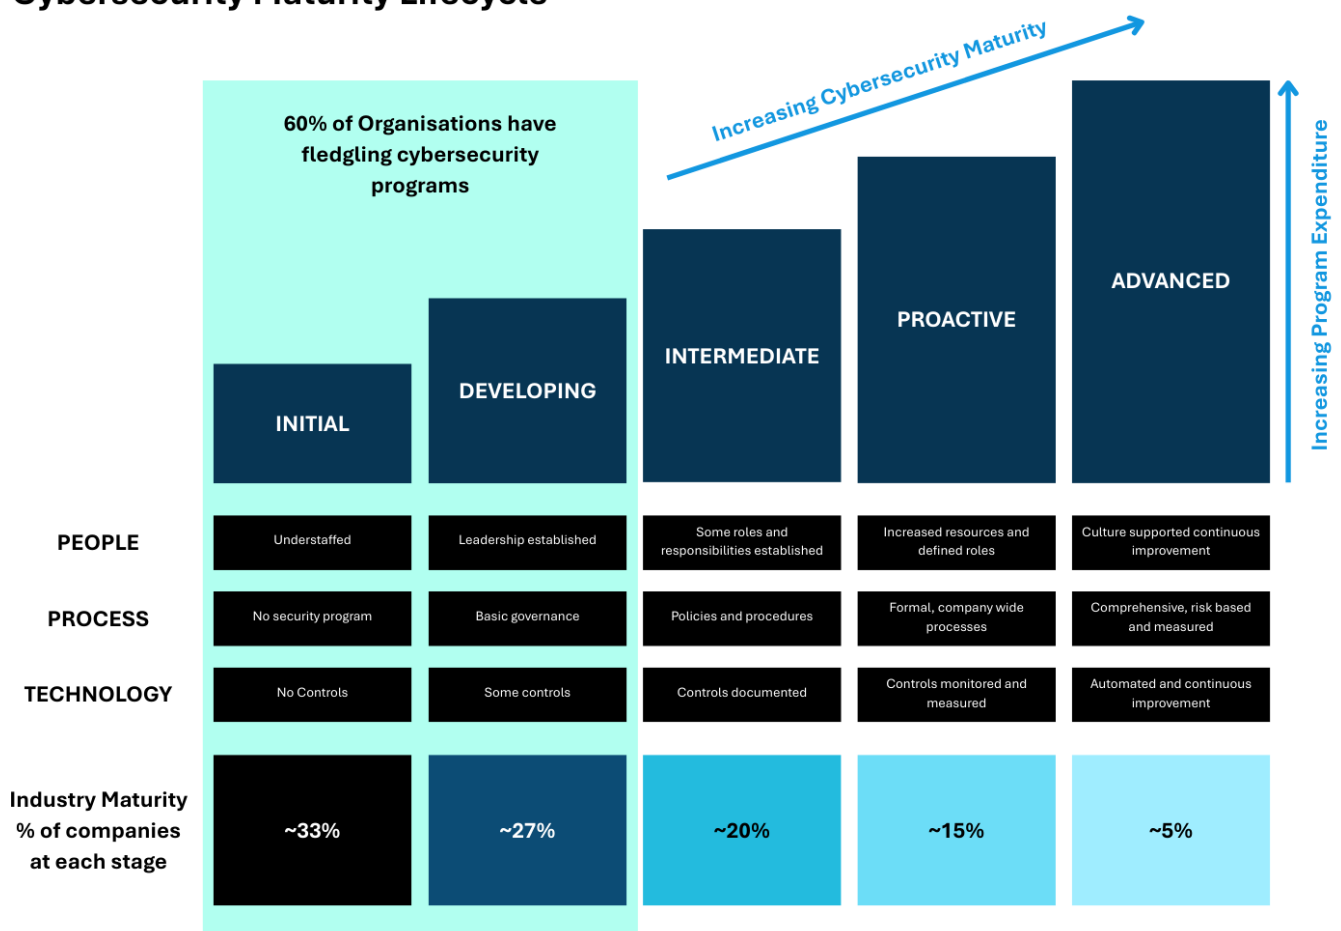 Cybersecurity Maturity Lifecycle
Increasing Cybersecurity Maturity
60% of Organisations have
fledgling cybersecurity
programs
INITIAL
DEVELOPING
INTERMEDIATE
PROACTIVE
ADVANCED
Increasing Program Expenditure
PEOPLE
Understaffed
Leadership established
Some roles and
responsibilities established
Increased resources and
defined roles
Culture supported continuous
improvement
PROCESS
No security program
Basic governance
Policies and procedures
Formal, company wide
processes
Comprehensive, risk based
and measured
TECHNOLOGY
No Controls
Some controls
Controls documented
Controls monitored and
measured
Automated and continuous
improvement
Industry Maturity
% of companies
at each stage
~33%
~27%
~20%
~15%
~5%